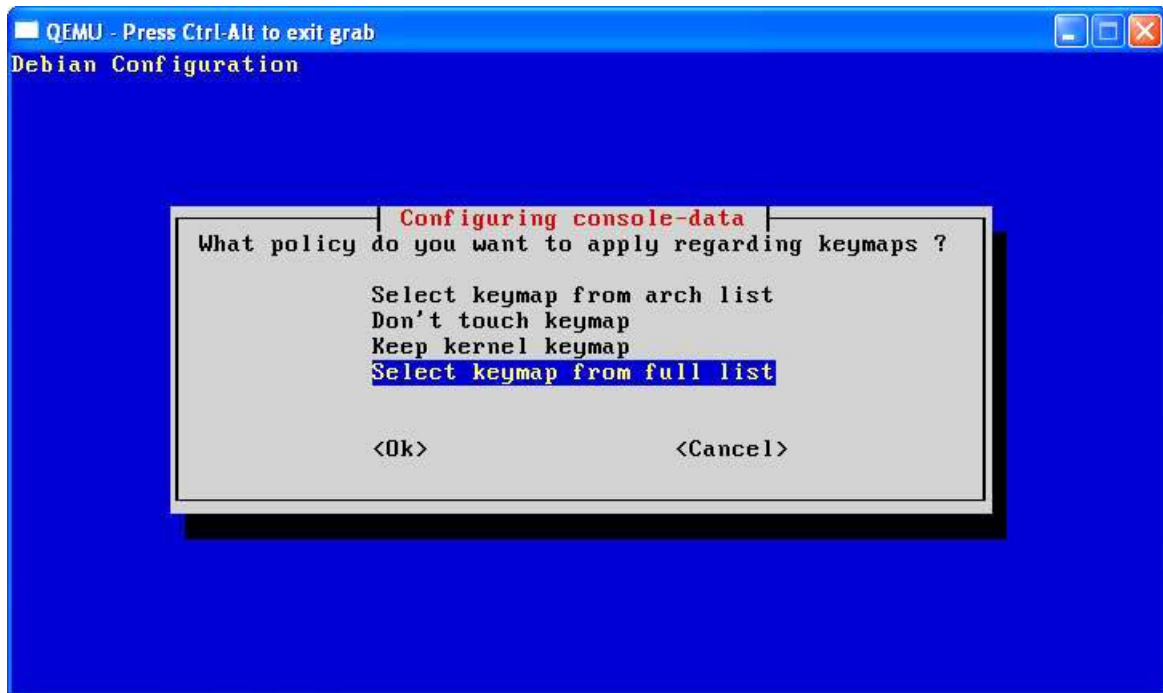 QEMU - Press Ctrl-Alt to exit grab
Debian Configuration
Configuring console-data
What policy do you want to apply regarding keymaps ?
Select keymap from arch list
Don't touch keymap
Keep kernel keymap
Select keymap from full list
<Ok> <Cancel>